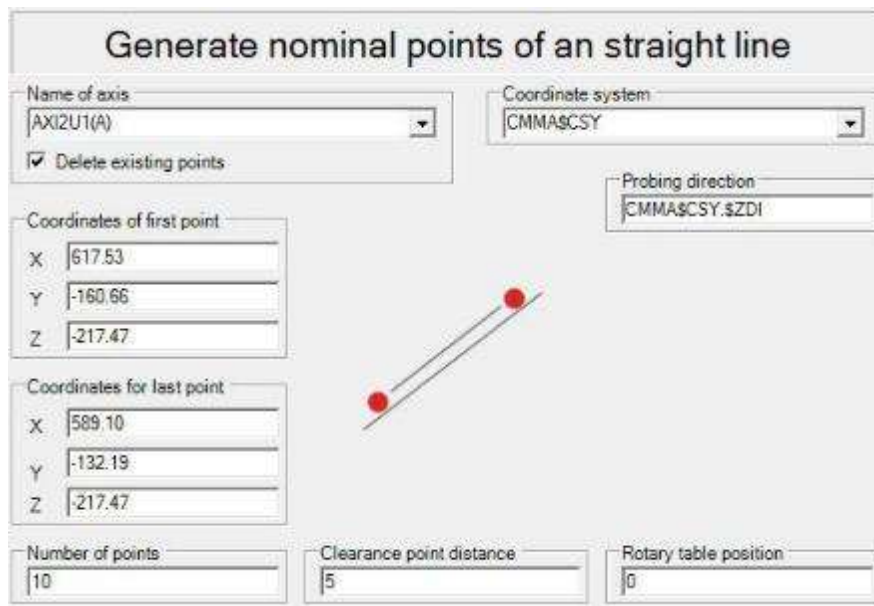 Generate nominal points of an straight line
Name of axis
Coordinate system
AXI2U1(A)
CMMA$CSY
Delete existing points
Probing direction
CMMA$CSY.$ZDI
Coordinates of first point
X 617.53
Y -160.66
Z -217.47
Coordinates for last point
X 589.10
Y -132.19
Z -217.47
Number of points
Clearance point distance
Rotary table position
10
5
0